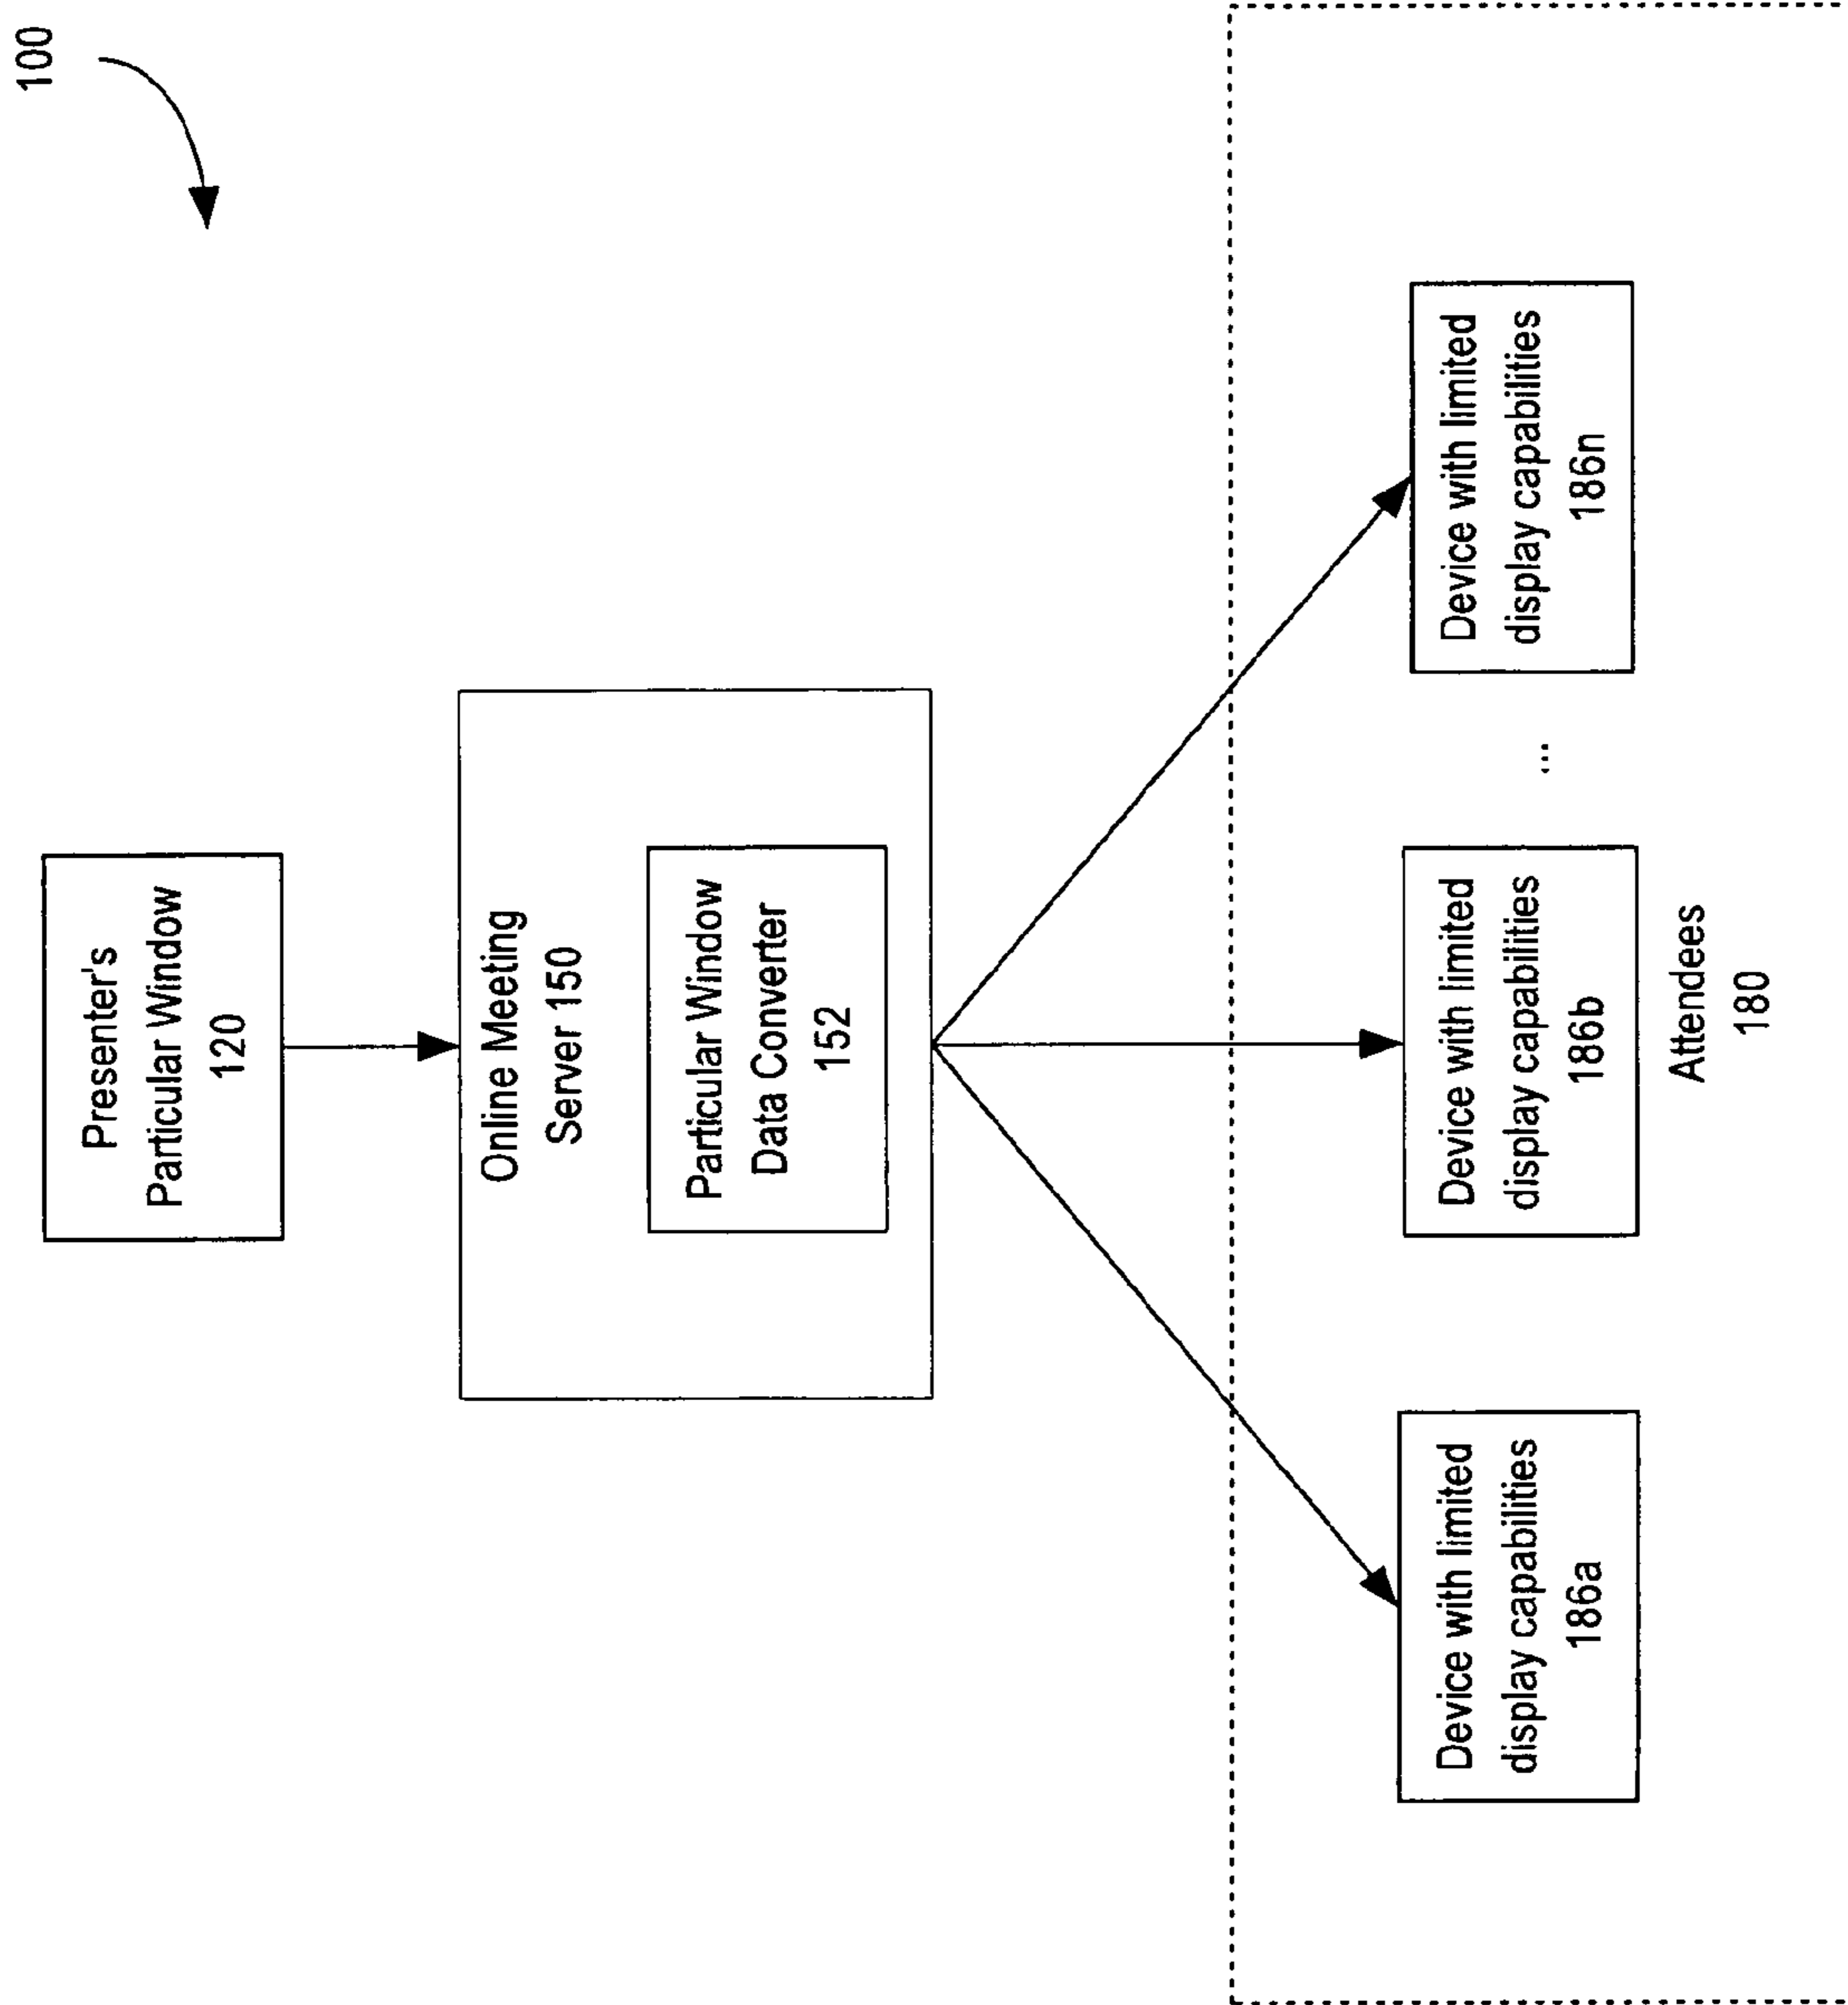 100
Presenter's
Particular Window
120
Online Meeting
Server 150
Particular Window
Data Converter
152
Device with limited
display capabilities
186a
Device with limited
display capabilities
186b
...
Device with limited
display capabilities
186n
Attendees
180